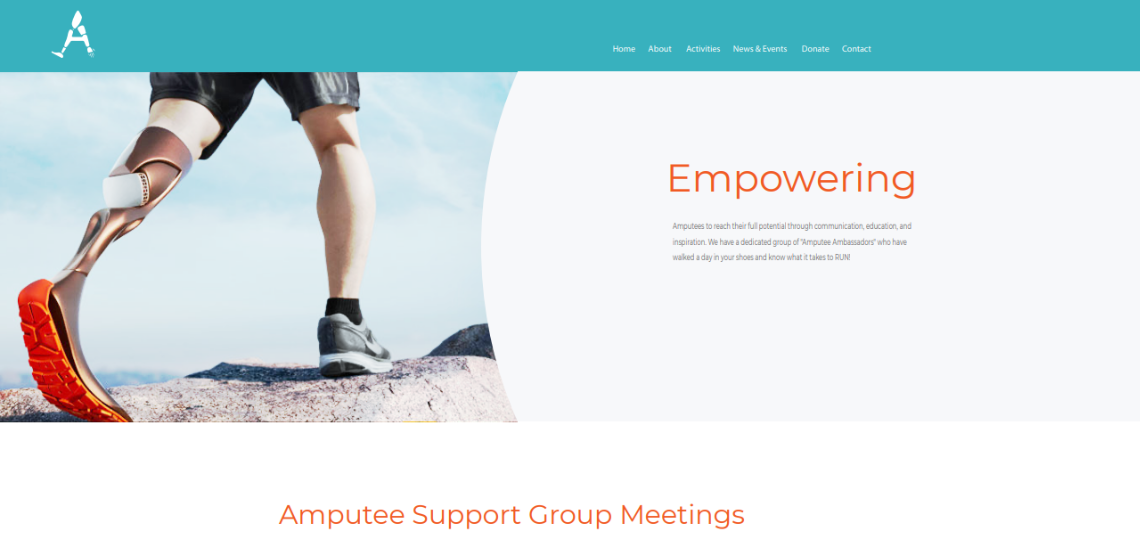 Home About Activities News & Events Donate Contact
Empowering
Amputees to reach their full potential through communication, education, and
inspiration. We have a dedicated group of "Amputee Ambassadors" who have
walked a day in your shoes and know what it takes to RUN!
Amputee Support Group Meetings